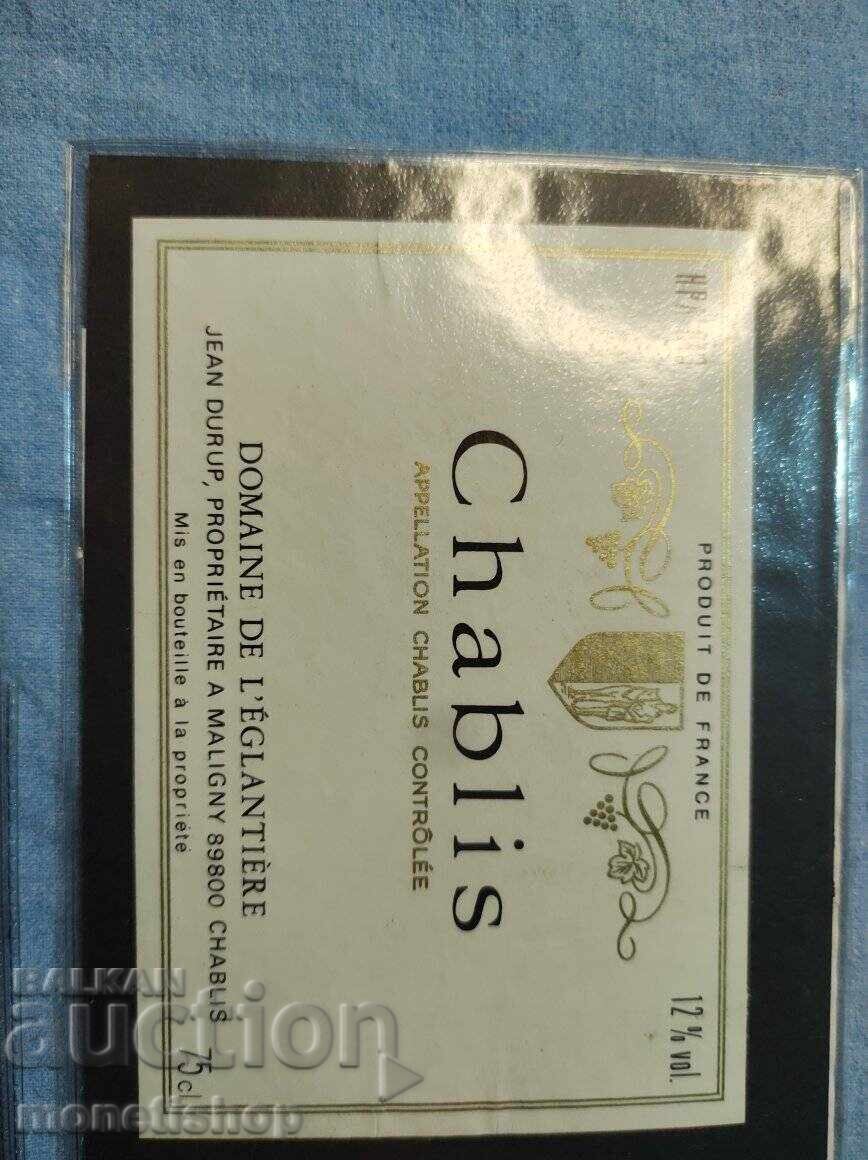 PRODUIT DE FRANCE
12 % vol.
Chablis
APPELLATION CHABLIS CONTRÔLÉE
DOMAINE DE L'ÉGLANTIÈRE
JEAN DURUP, PROPRIÉTAIRE A MALIGNY 89800 CHABLIS
75 cl
Mis en bouteille à la propriété
BALKAN
auction
monetishop